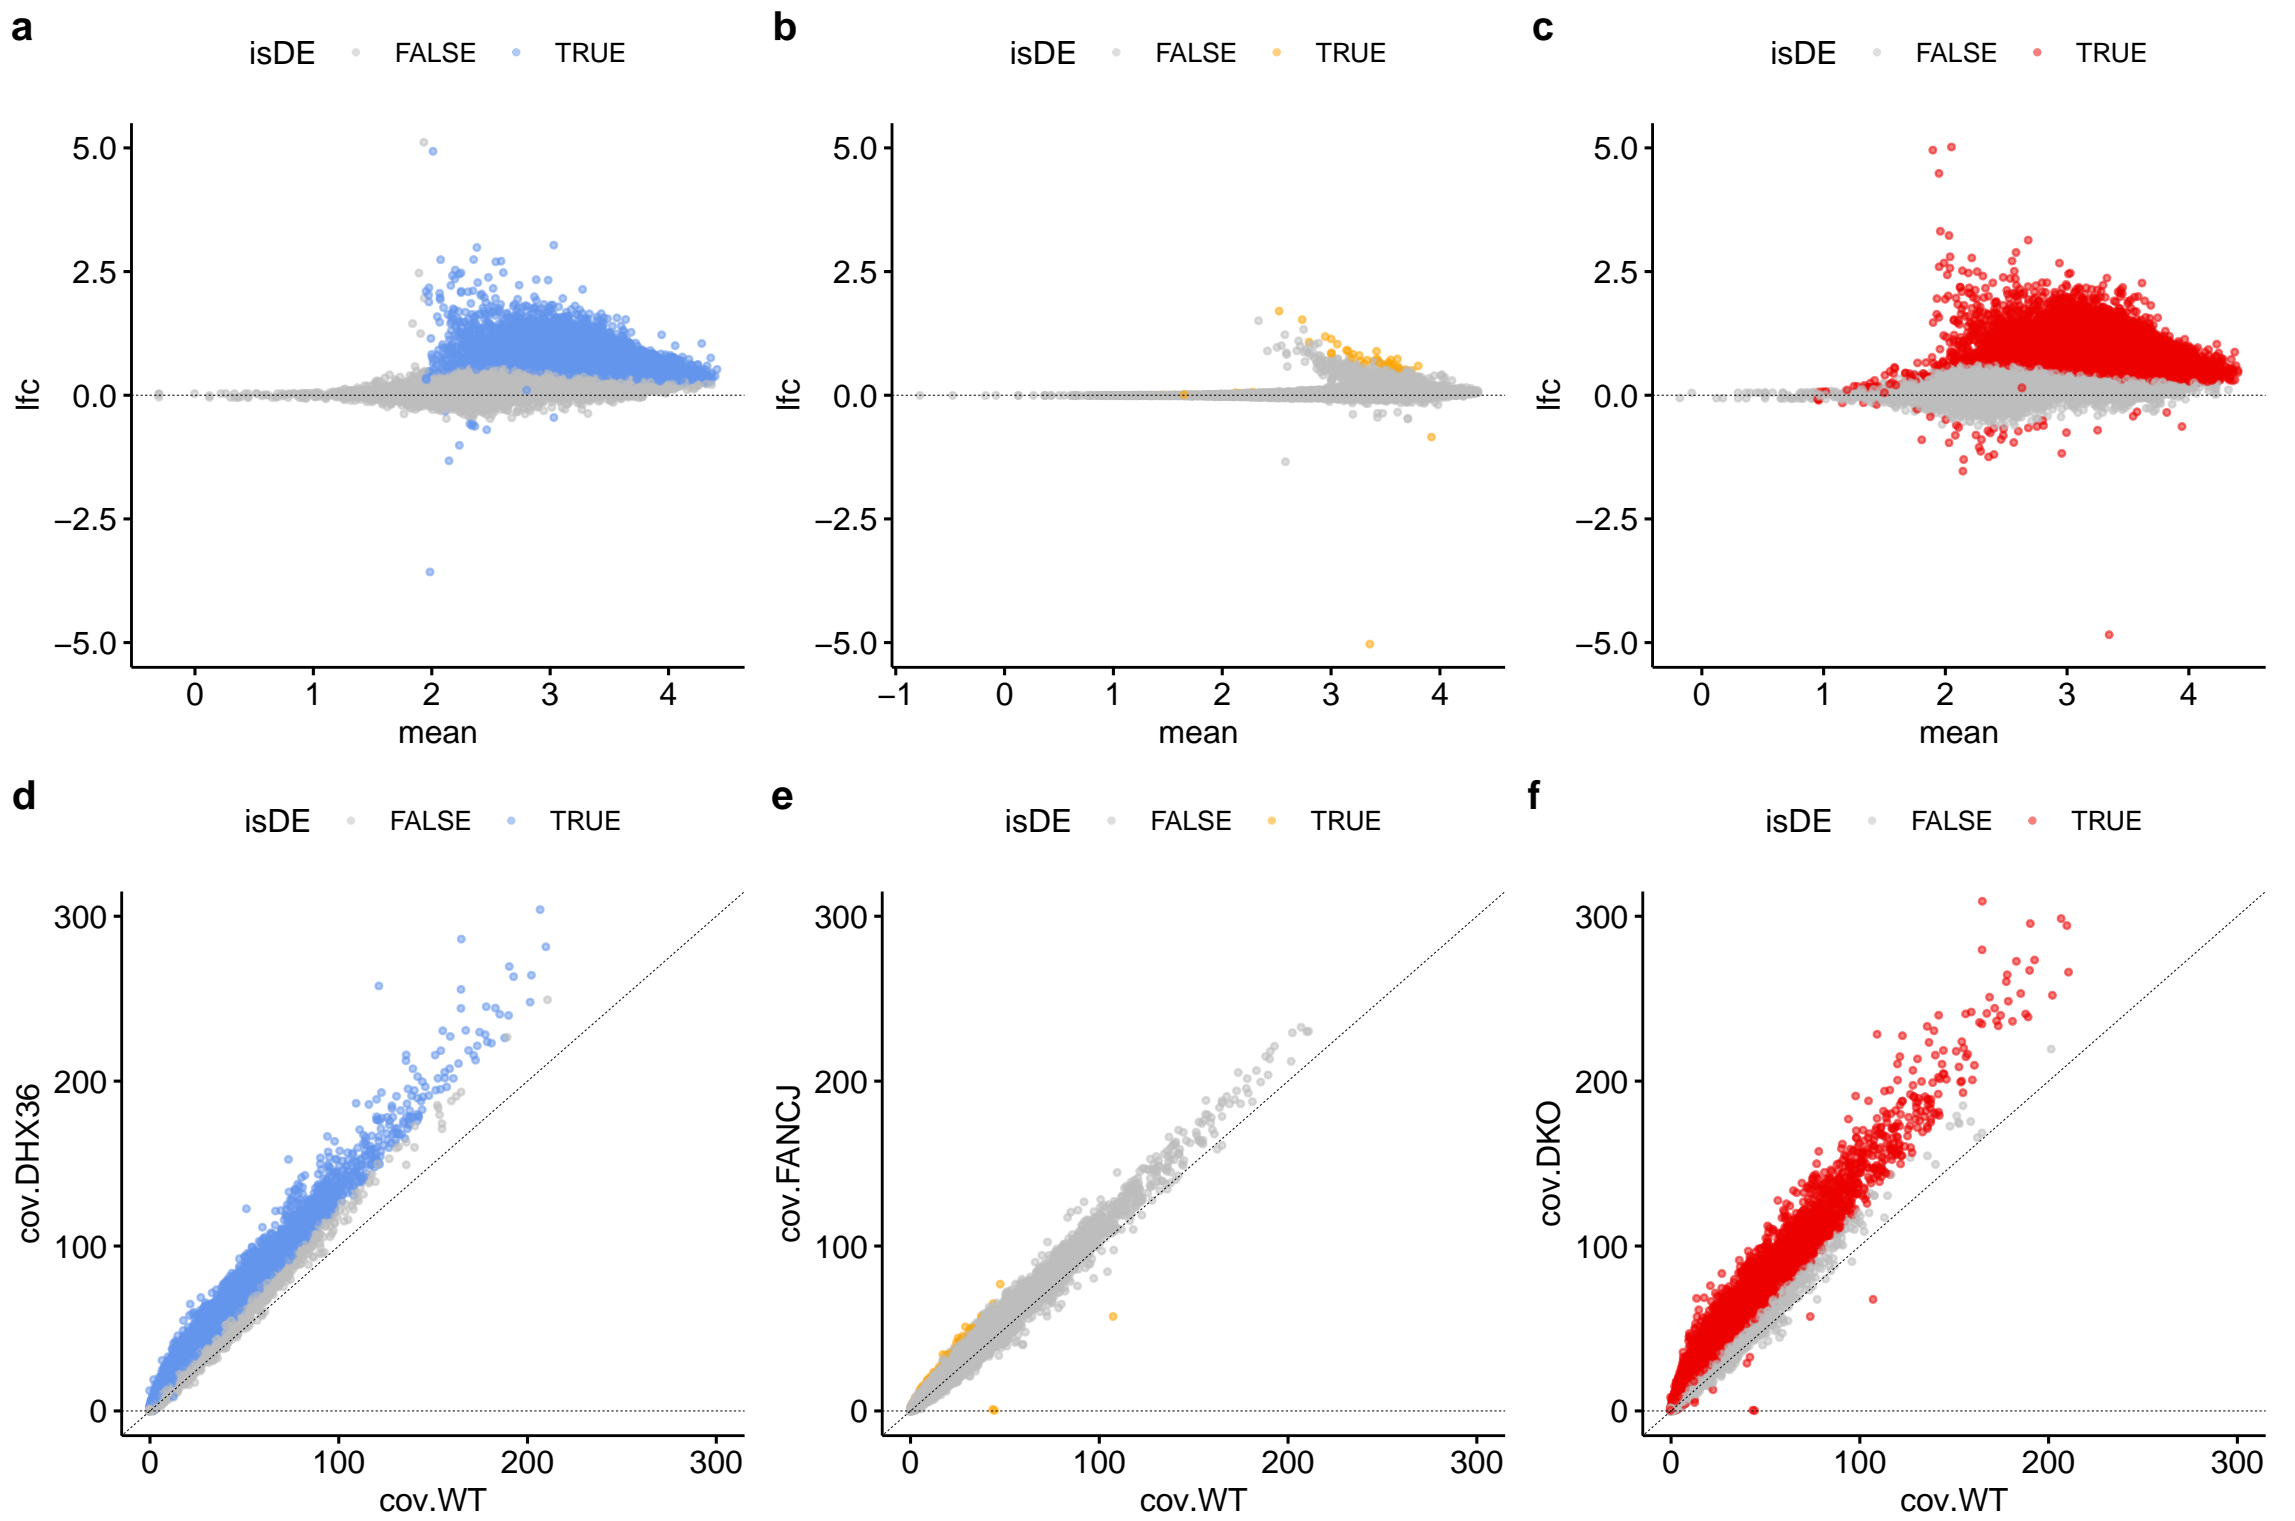 a
isDE FALSE TRUE
5.0
2.5
0.0
−2.5
−5.0
lfc
0 1 2 3 4
mean
b
isDE FALSE TRUE
5.0
2.5
0.0
−2.5
−5.0
lfc
−1 0 1 2 3 4
mean
c
isDE FALSE TRUE
5.0
2.5
0.0
−2.5
−5.0
lfc
0 1 2 3 4
mean
d
isDE FALSE TRUE
300
200
100
0
cov.DHX36
0 100 200 300
cov.WT
e
isDE FALSE TRUE
300
200
100
0
cov.FANCJ
0 100 200 300
cov.WT
f
isDE FALSE TRUE
300
200
100
0
cov.DKO
0 100 200 300
cov.WT